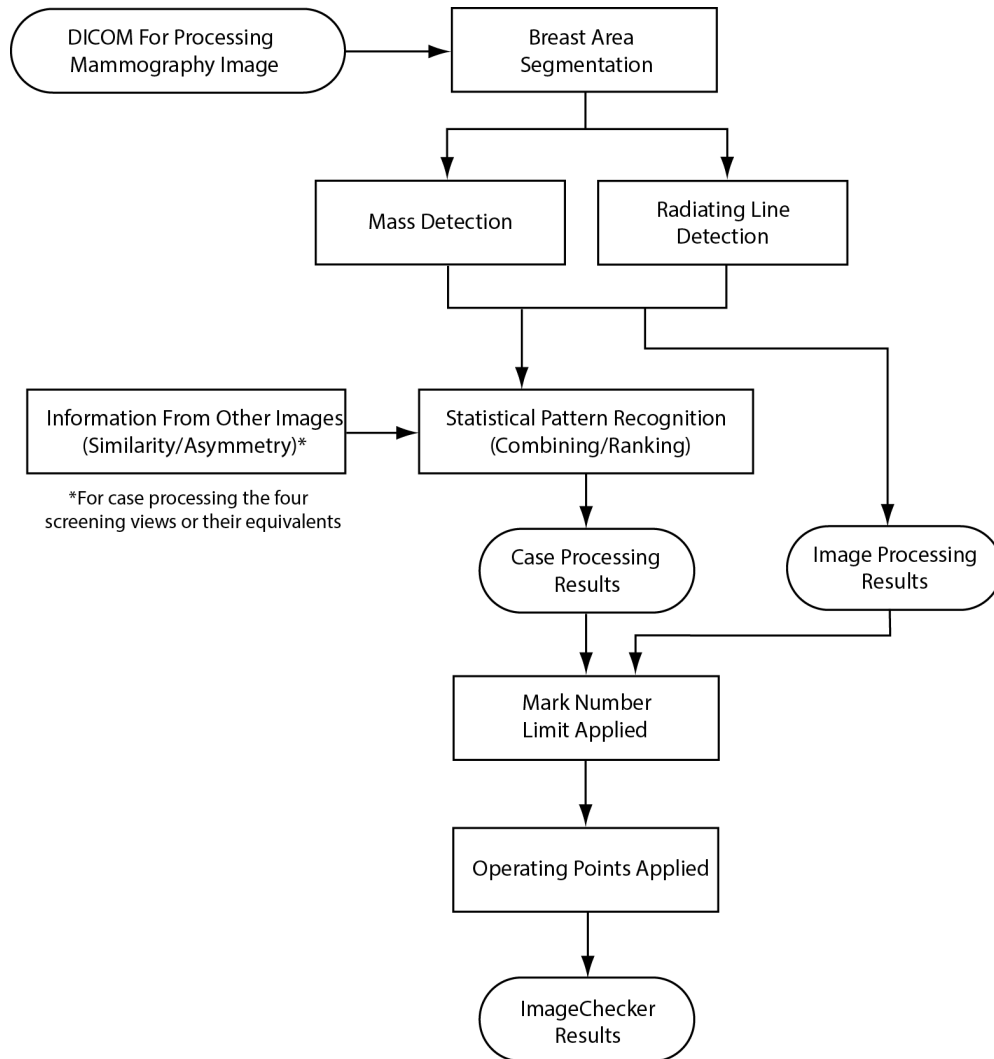 DICOM For Processing
Mammography Image
Breast Area
Segmentation
Mass Detection
Radiating Line
Detection
Information From Other Images
(Similarity/Asymmetry)*
Statistical Pattern Recognition
(Combining/Ranking)
*For case processing the four
screening views or their equivalents
Case Processing
Results
Image Processing
Results
Mark Number
Limit Applied
Operating Points Applied
ImageChecker
Results